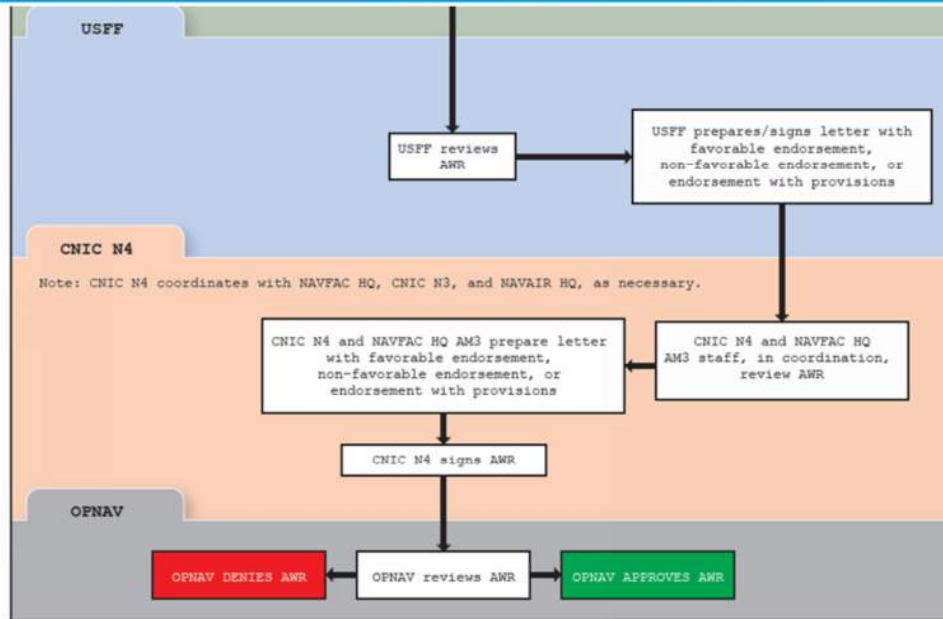 USFF
USFF reviews
AWR
USFF prepares/signs letter with
favorable endorsement,
non-favorable endorsement, or
endorsement with provisions
CNIC N4
Note: CNIC N4 coordinates with NAVFAC HQ, CNIC N3, and NAVAIR HQ, as necessary.
CNIC N4 and NAVFAC HQ
AM3 staff, in coordination,
review AWR
CNIC N4 and NAVFAC HQ AM3 prepare letter
with favorable endorsement,
non-favorable endorsement, or
endorsement with provisions
CNIC N4 signs AWR
OPNAV
OPNAV DENIES AWR
OPNAV reviews AWR
OPNAV APPROVES AWR